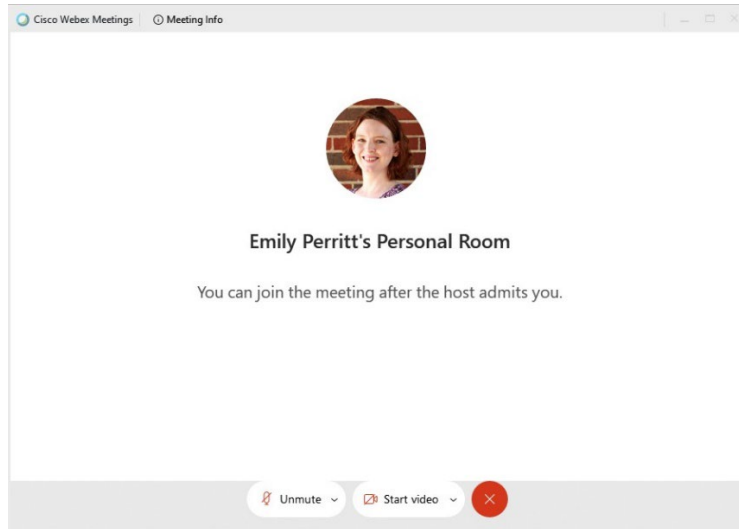 Cisco Webex Meetings Meeting Info
Emily Perritt's Personal Room
You can join the meeting after the host admits you.
Unmute Start video